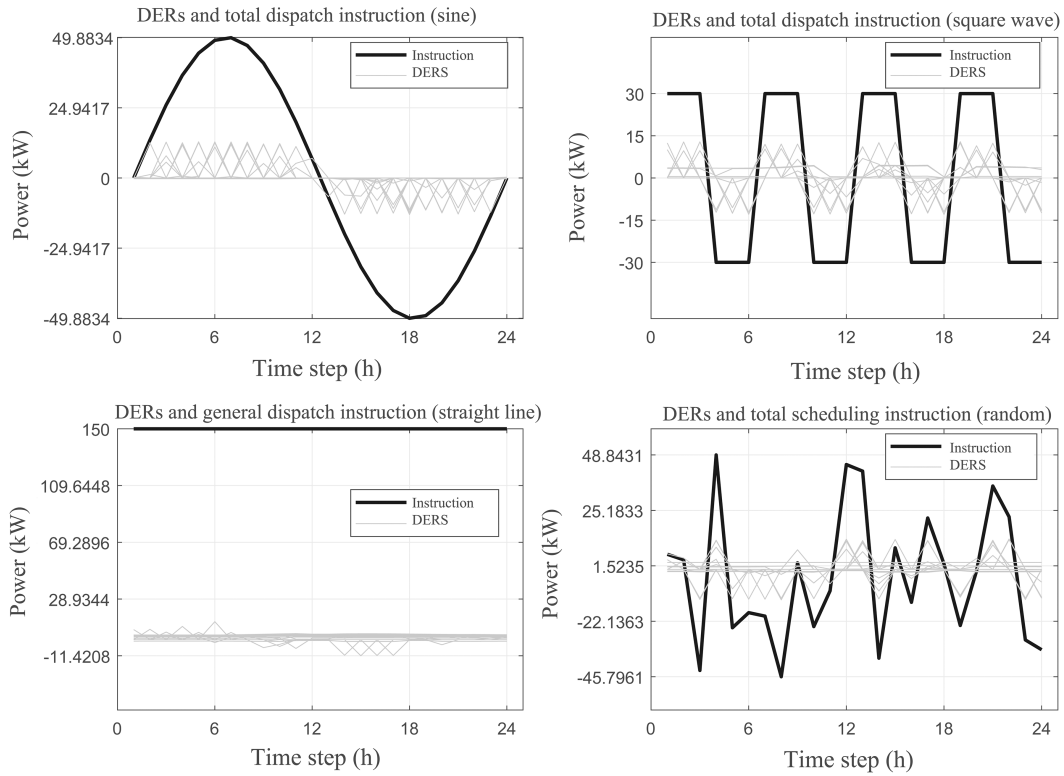 DERs and total dispatch instruction (sine)
49.8834
24.9417
0
-24.9417
-49.8834
Power (kW)
Instruction
DERS
0 6 12 18 24
Time step (h)
DERs and total dispatch instruction (square wave)
30
15
0
-15
-30
Power (kW)
Instruction
DERS
0 6 12 18 24
Time step (h)
DERs and general dispatch instruction (straight line)
150
109.6448
69.2896
28.9344
-11.4208
Power (kW)
Instruction
DERS
0 6 12 18 24
Time step (h)
DERs and total scheduling instruction (random)
48.8431
25.1833
1.5235
-22.1363
-45.7961
Power (kW)
Instruction
DERS
0 6 12 18 24
Time step (h)